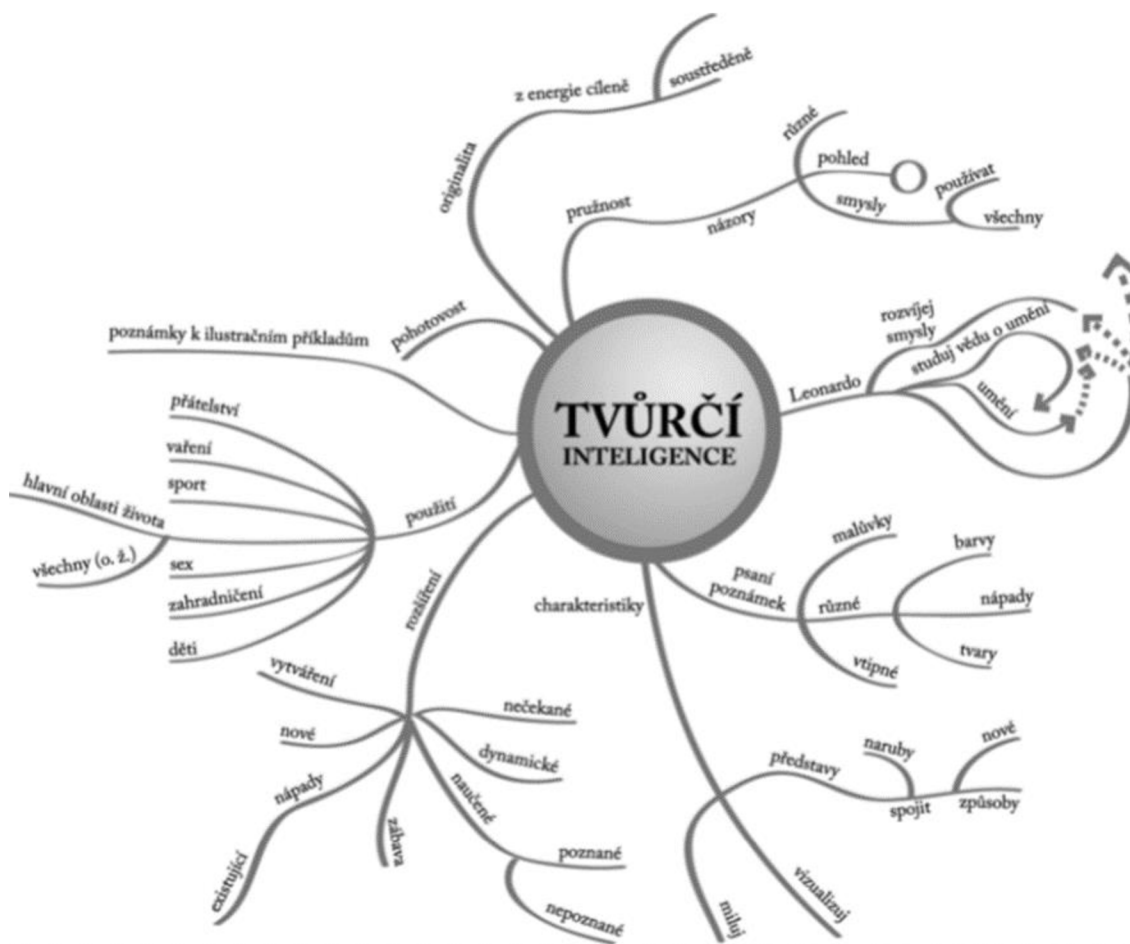 TVŮRČÍ
INTELIGENCE
z energie cíleně
soustředěně
originalita
pružnost
názory
různé
pohled
smysly
používat
všechny
pohotovost
poznámky k ilustračním příkladům
Leonardo
rozvíjej
smysly
studuj vědu o umění
umění
použití
přátelství
vaření
sport
hlavní oblasti života
všechny (o. ž.)
sex
zahradničení
děti
rozšíření
vytváření
nové
nápady
existující
zábava
naučené
poznané
nepoznané
dynamické
nečekané
charakteristiky
psaní
poznámek
malůvky
různé
vtipné
barvy
nápady
tvary
představy
naruby
spojit
nové
způsoby
miluj
vizualizuj